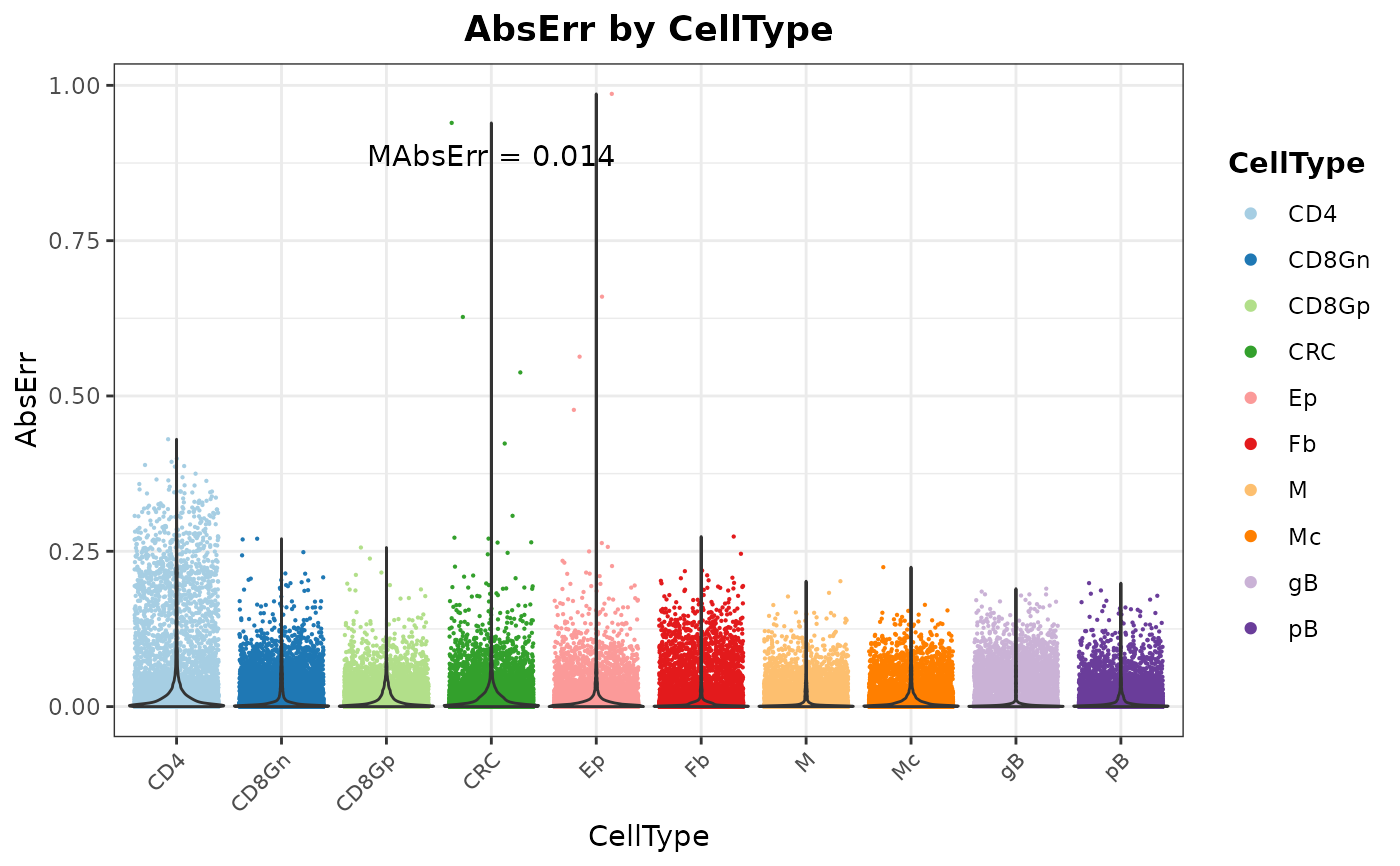 AbsErr by CellType
1.00
0.75
0.50
0.25
0.00
AbsErr
MAbsErr = 0.014
CD4
CD8Gn
CD8Gp
CRC
Ep
Fb
M
Mc
gB
pB
CellType
CellType
CD4
CD8Gn
CD8Gp
CRC
Ep
Fb
M
Mc
gB
pB